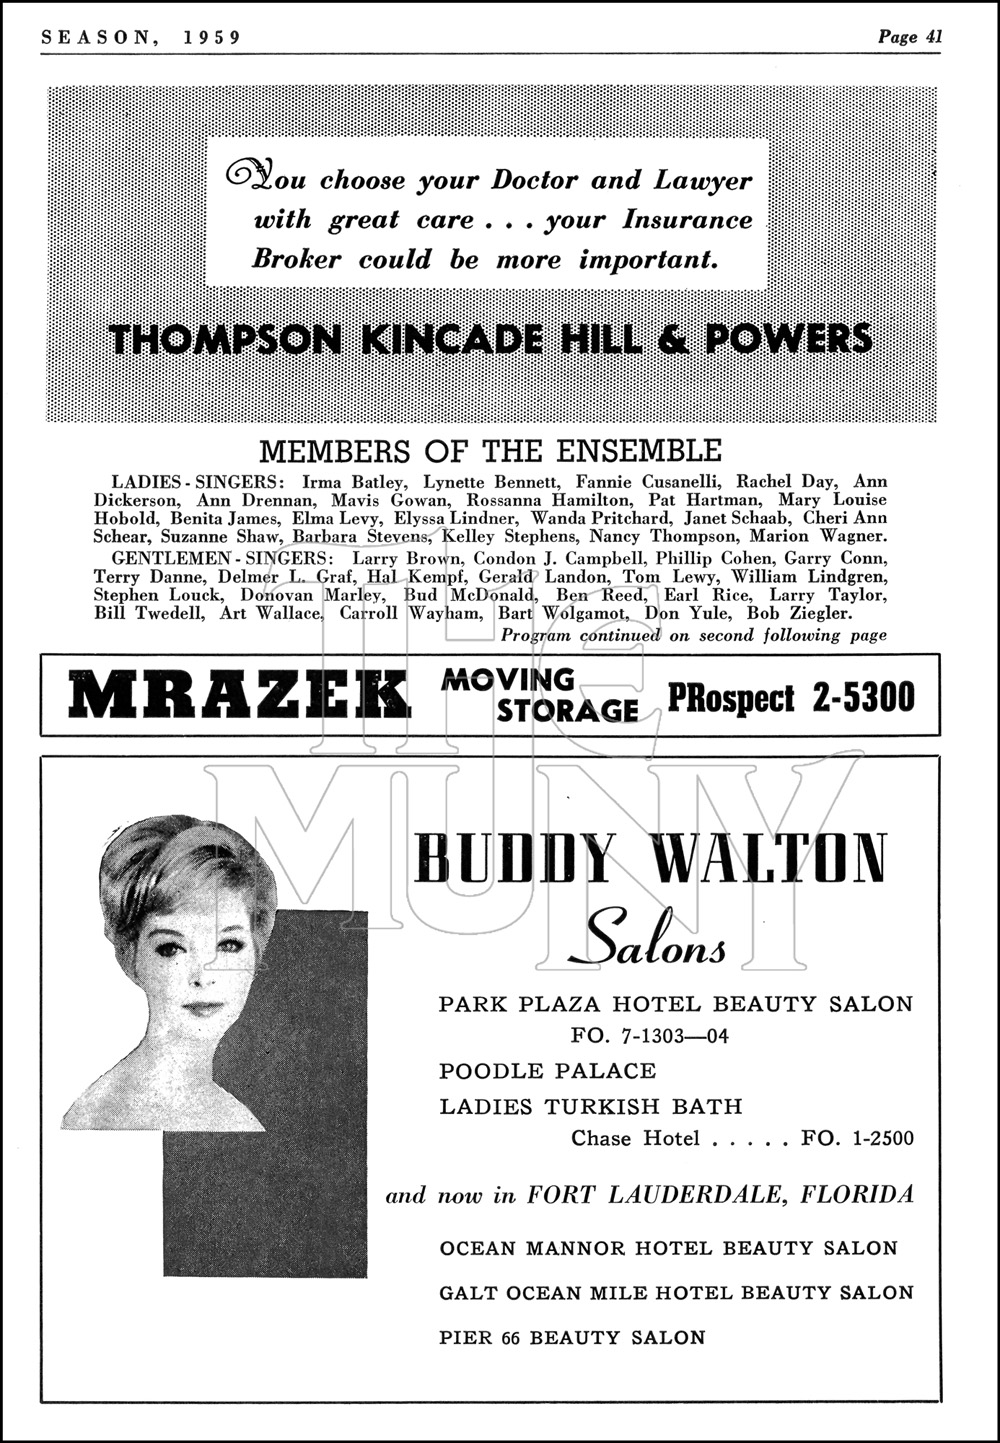 SEASON, 1959
Page 41
You choose your Doctor and Lawyer
with great care . . . your Insurance
Broker could be more important.
THOMPSON KINCADE HILL & POWERS
MEMBERS OF THE ENSEMBLE
LADIES - SINGERS: Irma Batley, Lynette Bennett, Fannie Cusanelli, Rachel Day, Ann
Dickerson, Ann Drennan, Mavis Gowan, Rossanna Hamilton, Pat Hartman, Mary Louise
Hobold, Benita James, Elma Levy, Elyssa Lindner, Wanda Pritchard, Janet Schaab, Cheri Ann
Schear, Suzanne Shaw, Barbara Stevens, Kelley Stephens, Nancy Thompson, Marion Wagner.
GENTLEMEN - SINGERS: Larry Brown, Condon J. Campbell, Phillip Cohen, Garry Conn,
Terry Danne, Delmer L. Graf, Hal Kempf, Gerald Landon, Tom Lewy, William Lindgren,
Stephen Louck, Donovan Marley, Bud McDonald, Ben Reed, Earl Rice, Larry Taylor,
Bill Twedell, Art Wallace, Carroll Wayham, Bart Wolgamot, Don Yule, Bob Ziegler.
Program continued on second following page
MRAZEK MOVING STORAGE PRospect 2-5300
THE
MUNY
BUDDY WALTON
Salons
PARK PLAZA HOTEL BEAUTY SALON
FO. 7-1303—04
POODLE PALACE
LADIES TURKISH BATH
Chase Hotel . . . . . FO. 1-2500
and now in FORT LAUDERDALE, FLORIDA
OCEAN MANNOR HOTEL BEAUTY SALON
GALT OCEAN MILE HOTEL BEAUTY SALON
PIER 66 BEAUTY SALON